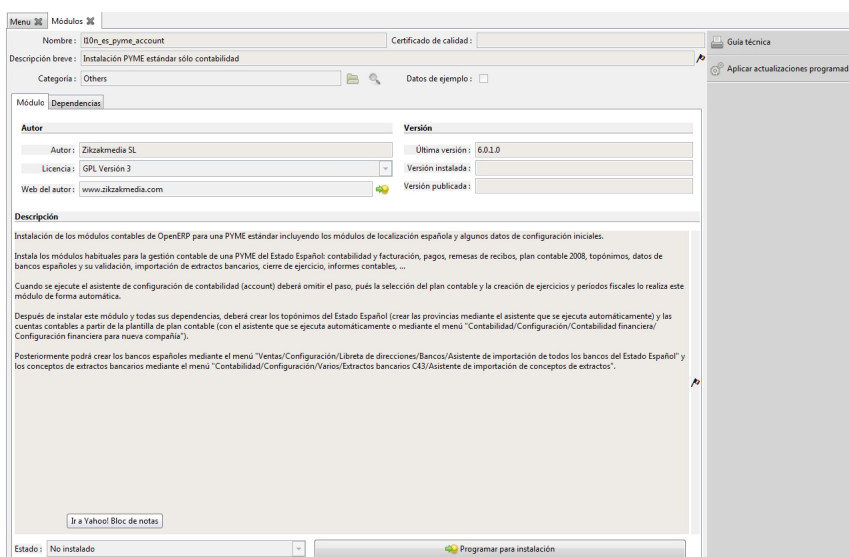 Menu Módulos
Nombre : l10n_es_pyme_account Certificado de calidad :
Descripción breve : Instalación PYME estándar sólo contabilidad
Categoría : Others Datos de ejemplo :
Guía técnica
Aplicar actualizaciones programad
Módulo Dependencias
Autor
Autor : Zikzakmedia SL
Licencia : GPL Versión 3
Web del autor : www.zikzakmedia.com
Versión
Última versión : 6.0.1.0
Versión instalada :
Versión publicada :
Descripción
Instalación de los módulos contables de OpenERP para una PYME estándar incluyendo los módulos de localización española y algunos datos de configuración iniciales.
Instala los módulos habituales para la gestión contable de una PYME del Estado Español: contabilidad y facturación, pagos, remesas de recibos, plan contable 2008, topónimos, datos de
bancos españoles y su validación, importación de extractos bancarios, cierre de ejercicio, informes contables, ...
Cuando se ejecute el asistente de configuración de contabilidad (account) deberá omitir el paso, pués la selección del plan contable y la creación de ejercicios y períodos fiscales lo realiza este
módulo de forma automática.
Después de instalar este módulo y todas sus dependencias, deberá crear los topónimos del Estado Español (crear las provincias mediante el asistente que se ejecuta automáticamente) y las
cuentas contables a partir de la plantilla de plan contable (con el asistente que se ejecuta automáticamente o mediante el menú "Contabilidad/Configuración/Contabilidad financiera/
Configuración financiera para nueva compañía").
Posteriormente podrá crear los bancos españoles mediante el menú "Ventas/Configuración/Libreta de direcciones/Bancos/Asistente de importación de todos los bancos del Estado Español" y
los conceptos de extractos bancarios mediante el menú "Contabilidad/Configuración/Varios/Extractos bancarios C43/Asistente de importación de conceptos de extractos".
Ir a Yahoo! Bloc de notas
Estado : No instalado Programar para instalación